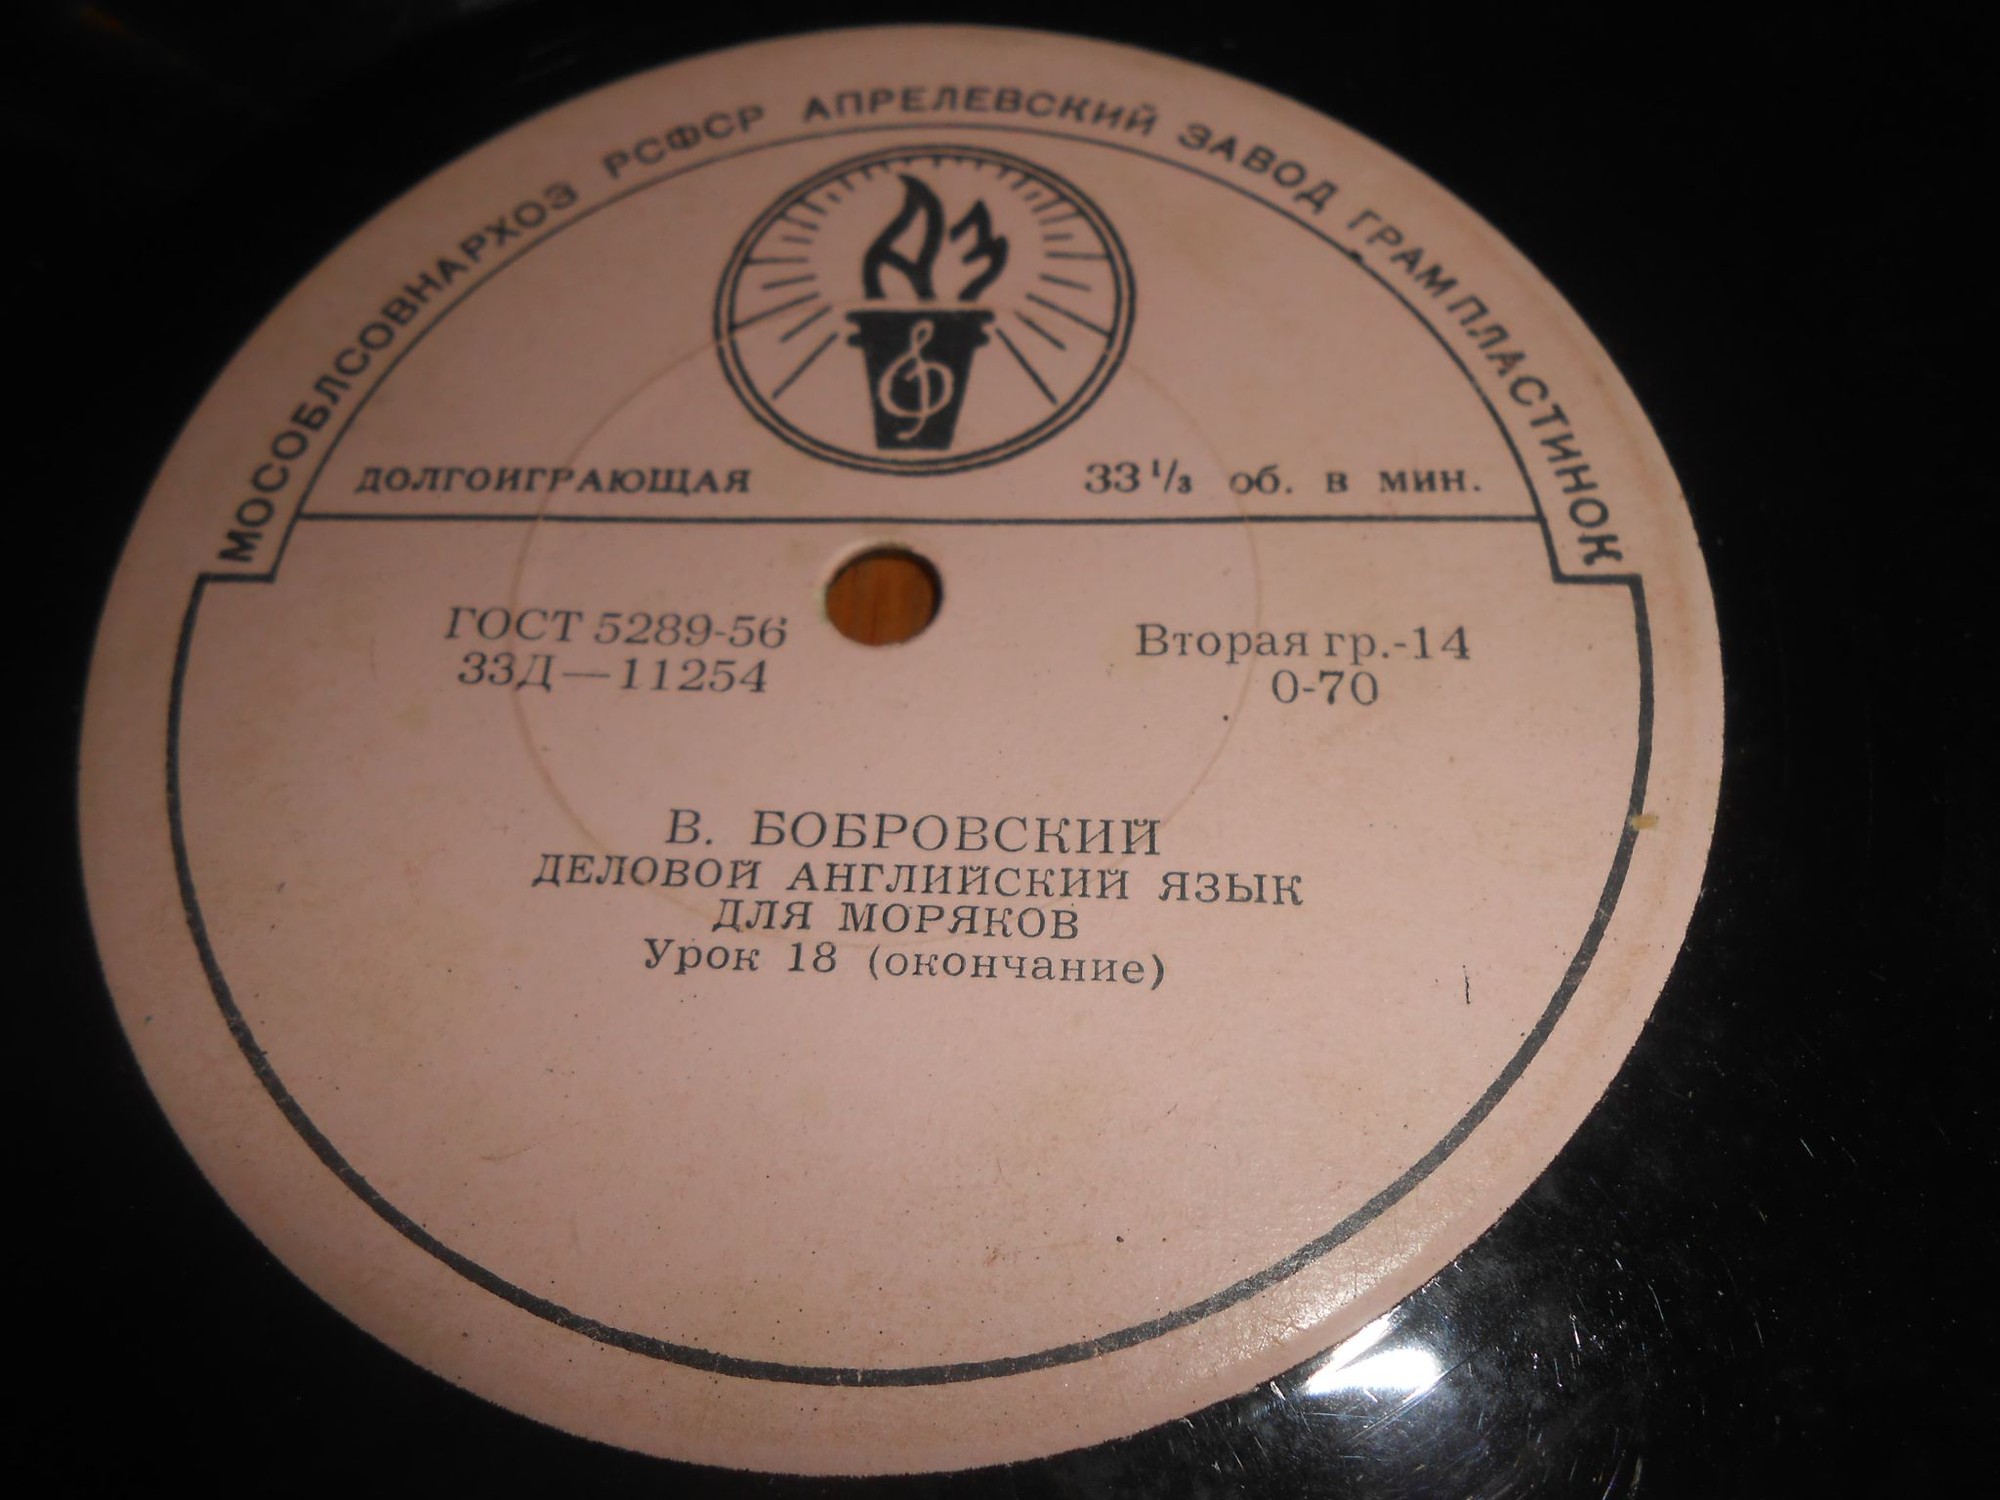 МОСОБЛСОВНАРХОЗ РСФСР АПРЕЛЕВСКИЙ ЗАВОД ГРАМПЛАСТИНОК
АЗ
ДОЛГОИГРАЮЩАЯ 33 1/3 об. в мин.
ГОСТ 5289-56 Вторая гр.-14
33Д—11254 0-70
В. БОБРОВСКИЙ
ДЕЛОВОЙ АНГЛИЙСКИЙ ЯЗЫК
ДЛЯ МОРЯКОВ
Урок 18 (окончание)